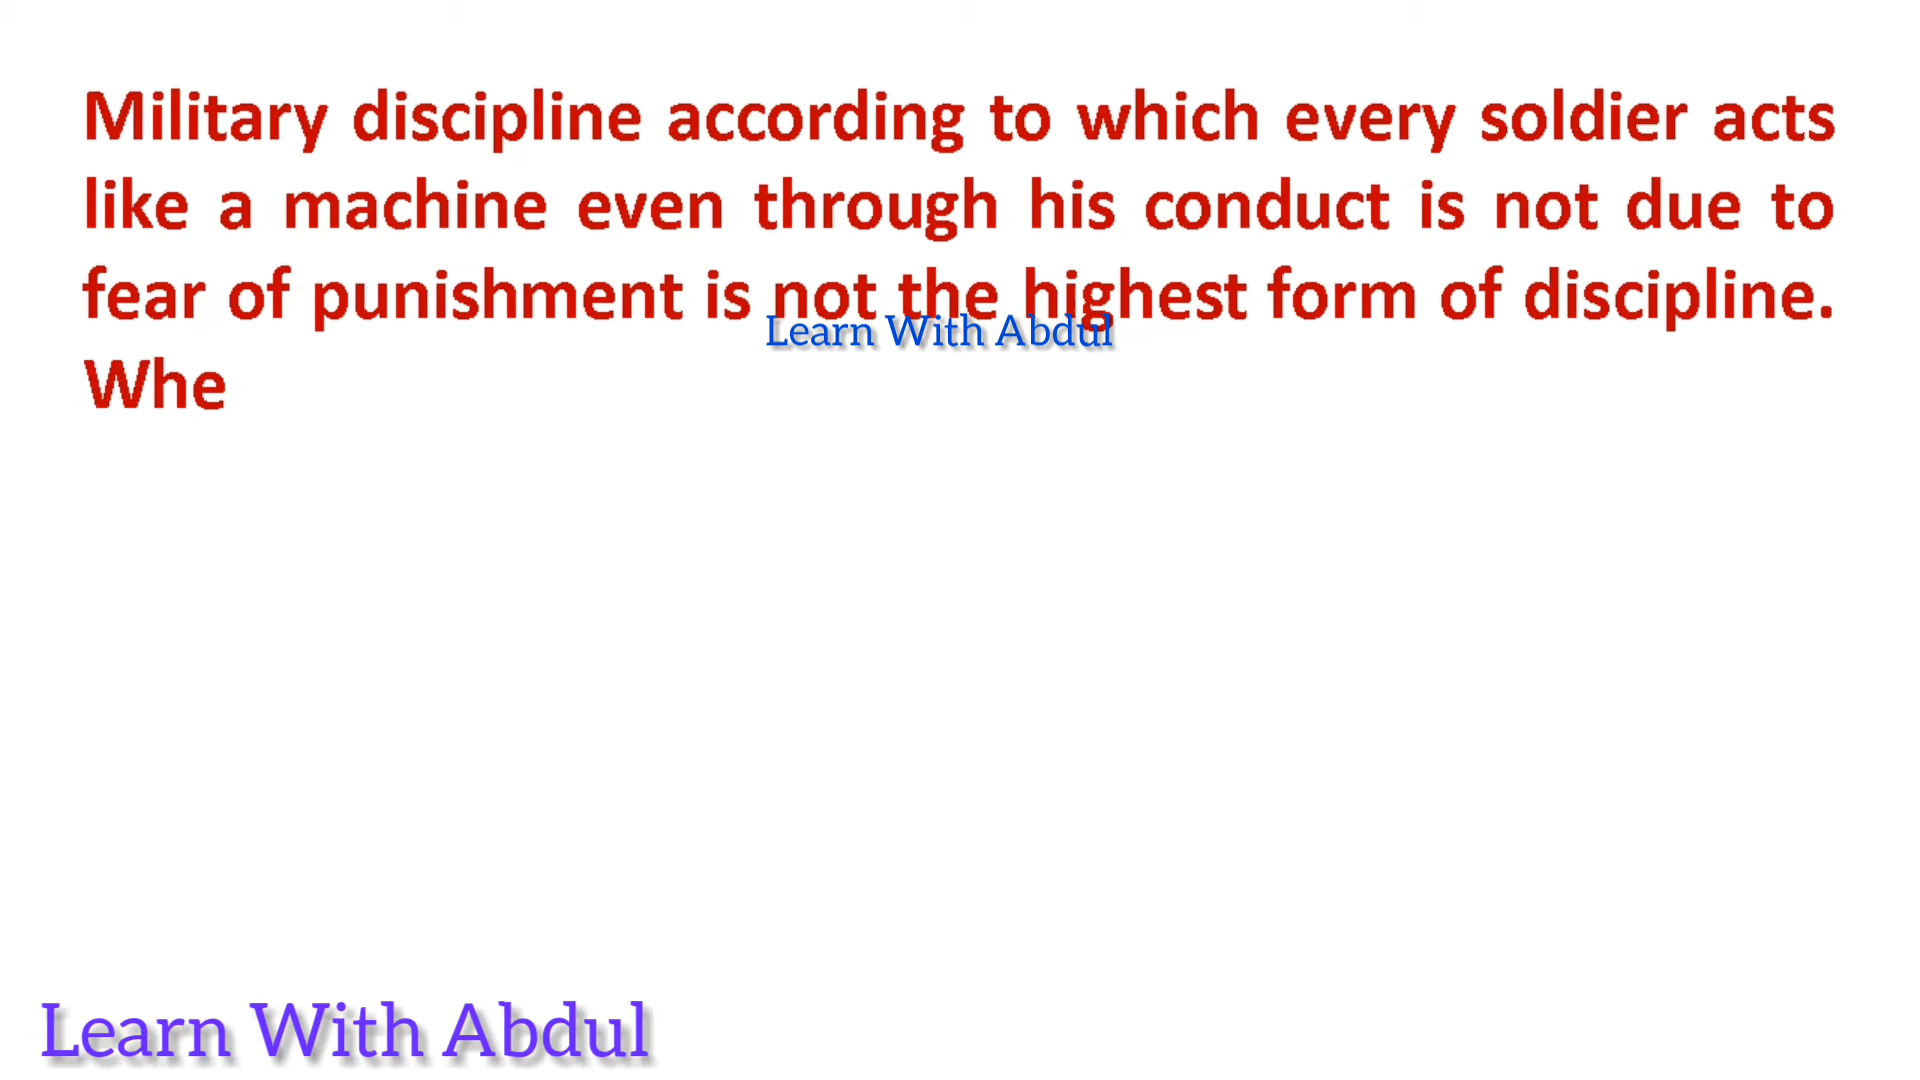 Military discipline according to which every soldier acts
like a machine even through his conduct is not due to
fear of punishment is not the highest form of discipline.
Learn With Abdul
Whe
Learn With Abdul